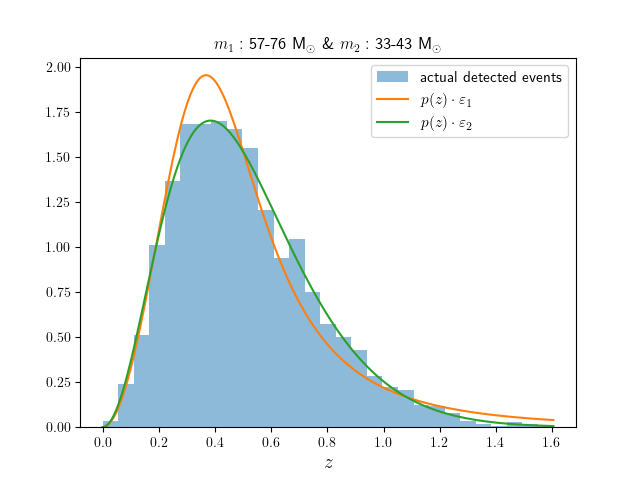 m₁ : 57-76 M⊙ & m₂ : 33-43 M⊙
actual detected events
p(z) · ε₁
p(z) · ε₂
2.00
1.75
1.50
1.25
1.00
0.75
0.50
0.25
0.00
0.0 0.2 0.4 0.6 0.8 1.0 1.2 1.4 1.6
z